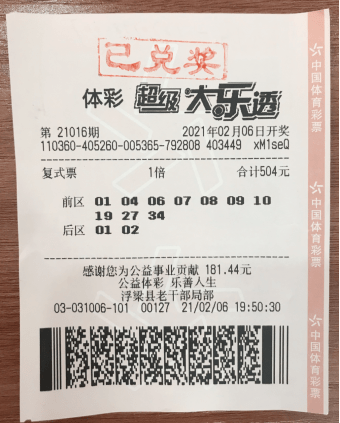 已兑奖
体彩 超级大乐透
第 21016期 2021年02月06日开奖
110360-405260-005365-792808 403449 xM1seQ
复式票 1倍 合计504元
前区 01 04 06 07 08 09 10
19 27 34
后区 01 02
感谢您为公益事业贡献 181.44元
公益体彩 乐善人生
浮梁县老干部局部
03-031006-101 00127 21/02/06 19:50:30
中国体育彩票
中国体育彩票
中国体育彩票